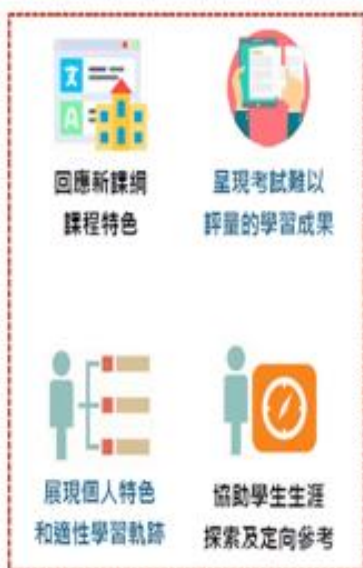 文
A
回應新課綱
課程特色
呈現考試難以
評量的學習成果
展現個人特色
和適性學習軌跡
協助學生生涯
探索及定向參考